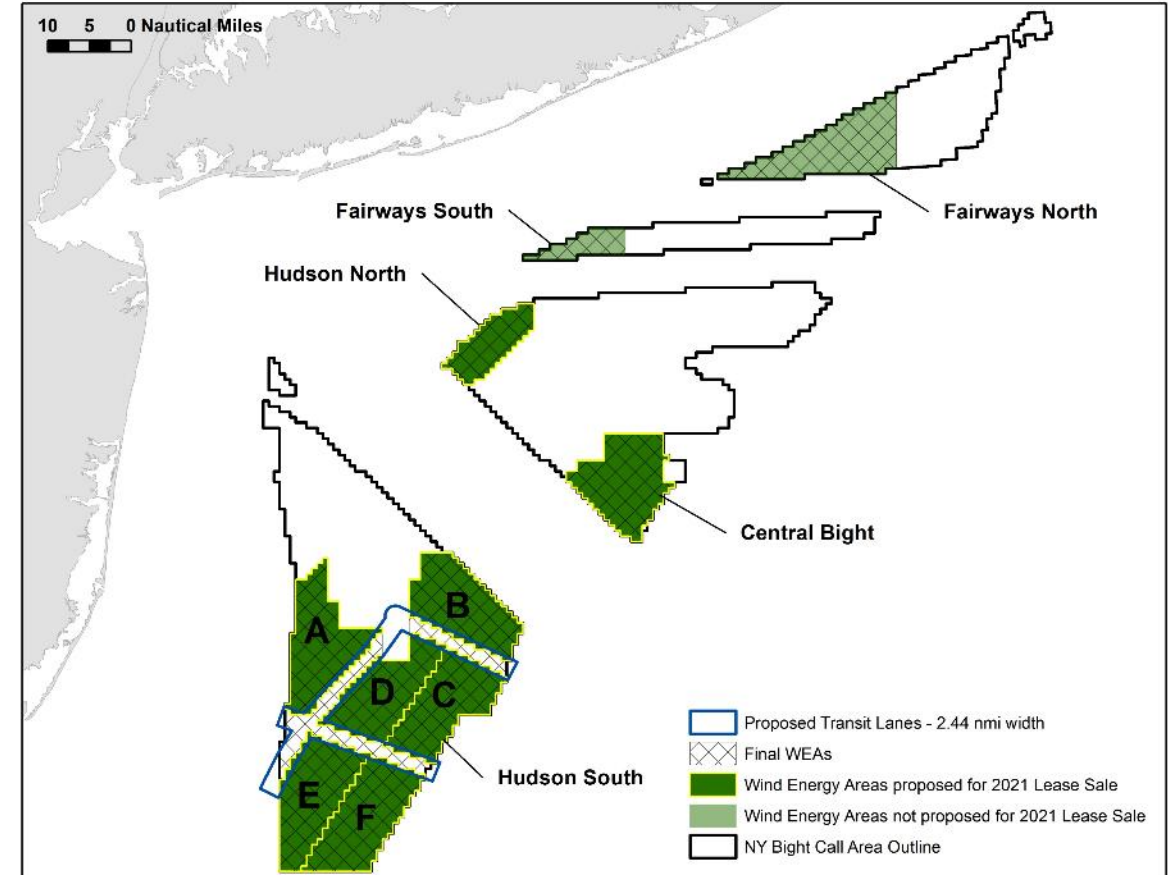 10 5 0 Nautical Miles
Fairways South
Fairways North
Hudson North
Central Bight
A
B
D
C
E
F
Hudson South
Proposed Transit Lanes - 2.44 nmi width
Final WEAs
Wind Energy Areas proposed for 2021 Lease Sale
Wind Energy Areas not proposed for 2021 Lease Sale
NY Bight Call Area Outline